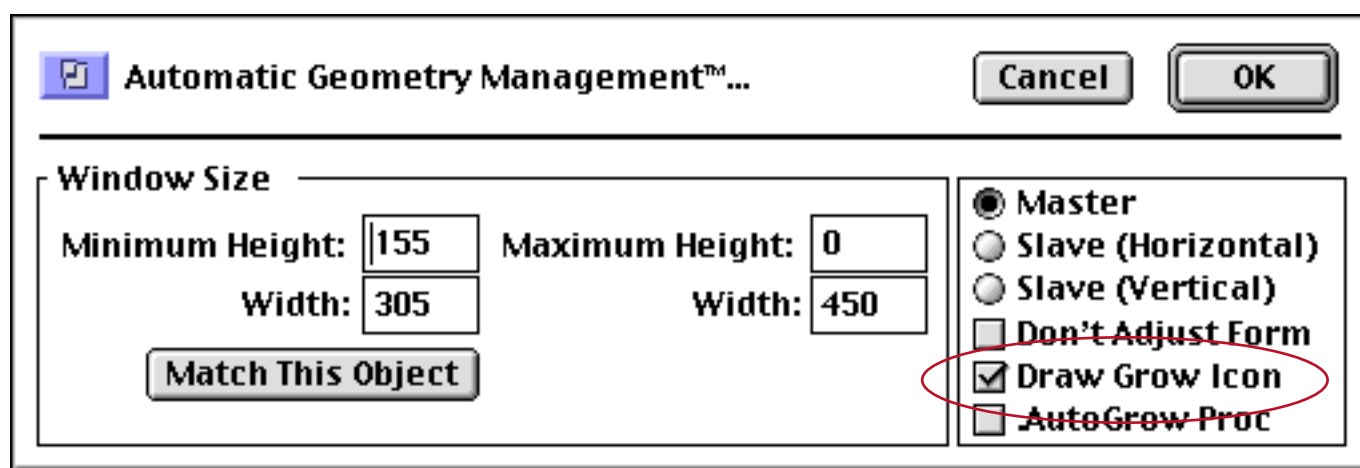 Automatic Geometry Management™...
Cancel
OK
Window Size
Minimum Height: 155
Maximum Height: 0
Width: 305
Width: 450
Match This Object
Master
Slave (Horizontal)
Slave (Vertical)
Don't Adjust Form
Draw Grow Icon
.AutoGrow Proc